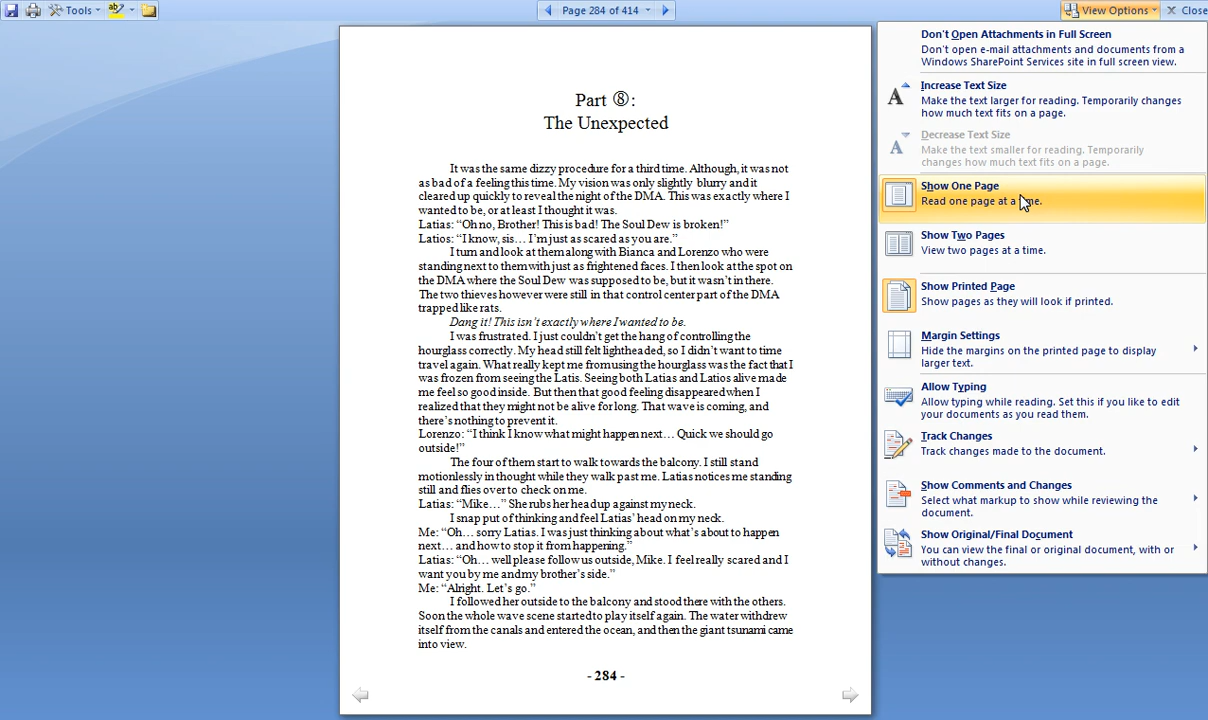 Tools
Page 284 of 414
View Options
Close
Part ⑧:
The Unexpected
It was the same dizzy procedure for a third time. Although, it was not
as bad of a feeling this time. My vision was only slightly blurry and it
cleared up quickly to reveal the night of the DMA. This was exactly where I
wanted to be, or at least I thought it was.
Latias: “Oh no, Brother! This is bad! The Soul Dew is broken!”
Latios: “I know, sis… I’m just as scared as you are.”
I turn and look at them along with Bianca and Lorenzo who were
standing next to them with just as frightened faces. I then look at the spot on
the DMA where the Soul Dew was supposed to be, but it wasn’t in there.
The two thieves however were still in that control center part of the DMA
trapped like rats.
Dang it! This isn’t exactly where I wanted to be.
I was frustrated. I just couldn’t get the hang of controlling the
hourglass correctly. My head still felt lightheaded, so I didn’t want to time
travel again. What really kept me from using the hourglass was the fact that I
was frozen from seeing the Latis. Seeing both Latias and Latios alive made
me feel so good inside. But then that good feeling disappeared when I
realized that they might not be alive for long. That wave is coming, and
there’s nothing to prevent it.
Lorenzo: “I think I know what might happen next… Quick we should go
outside!”
The four of them start to walk towards the balcony. I still stand
motionlessly in thought while they walk past me. Latias notices me standing
still and flies over to check on me.
Latias: “Mike…” She rubs her head up against my neck.
I snap put of thinking and feel Latias’ head on my neck.
Me: “Oh… sorry Latias. I was just thinking about what’s about to happen
next… and how to stop it from happening.”
Latias: “Oh… well please follow us outside, Mike. I feel really scared and I
want you by me and my brother’s side.”
Me: “Alright. Let’s go.”
I followed her outside to the balcony and stood there with the others.
Soon the whole wave scene started to play itself again. The water withdrew
itself from the canals and entered the ocean, and then the giant tsunami came
into view.
- 284 -
Don't Open Attachments in Full Screen
Don't open e-mail attachments and documents from a
Windows SharePoint Services site in full screen view.
Increase Text Size
Make the text larger for reading. Temporarily changes
how much text fits on a page.
Decrease Text Size
Make the text smaller for reading. Temporarily
changes how much text fits on a page.
Show One Page
Read one page at a time.
Show Two Pages
View two pages at a time.
Show Printed Page
Show pages as they will look if printed.
Margin Settings
Hide the margins on the printed page to display
larger text.
Allow Typing
Allow typing while reading. Set this if you like to edit
your documents as you read them.
Track Changes
Track changes made to the document.
Show Comments and Changes
Select what markup to show while reviewing the
document.
Show Original/Final Document
You can view the final or original document, with or
without changes.